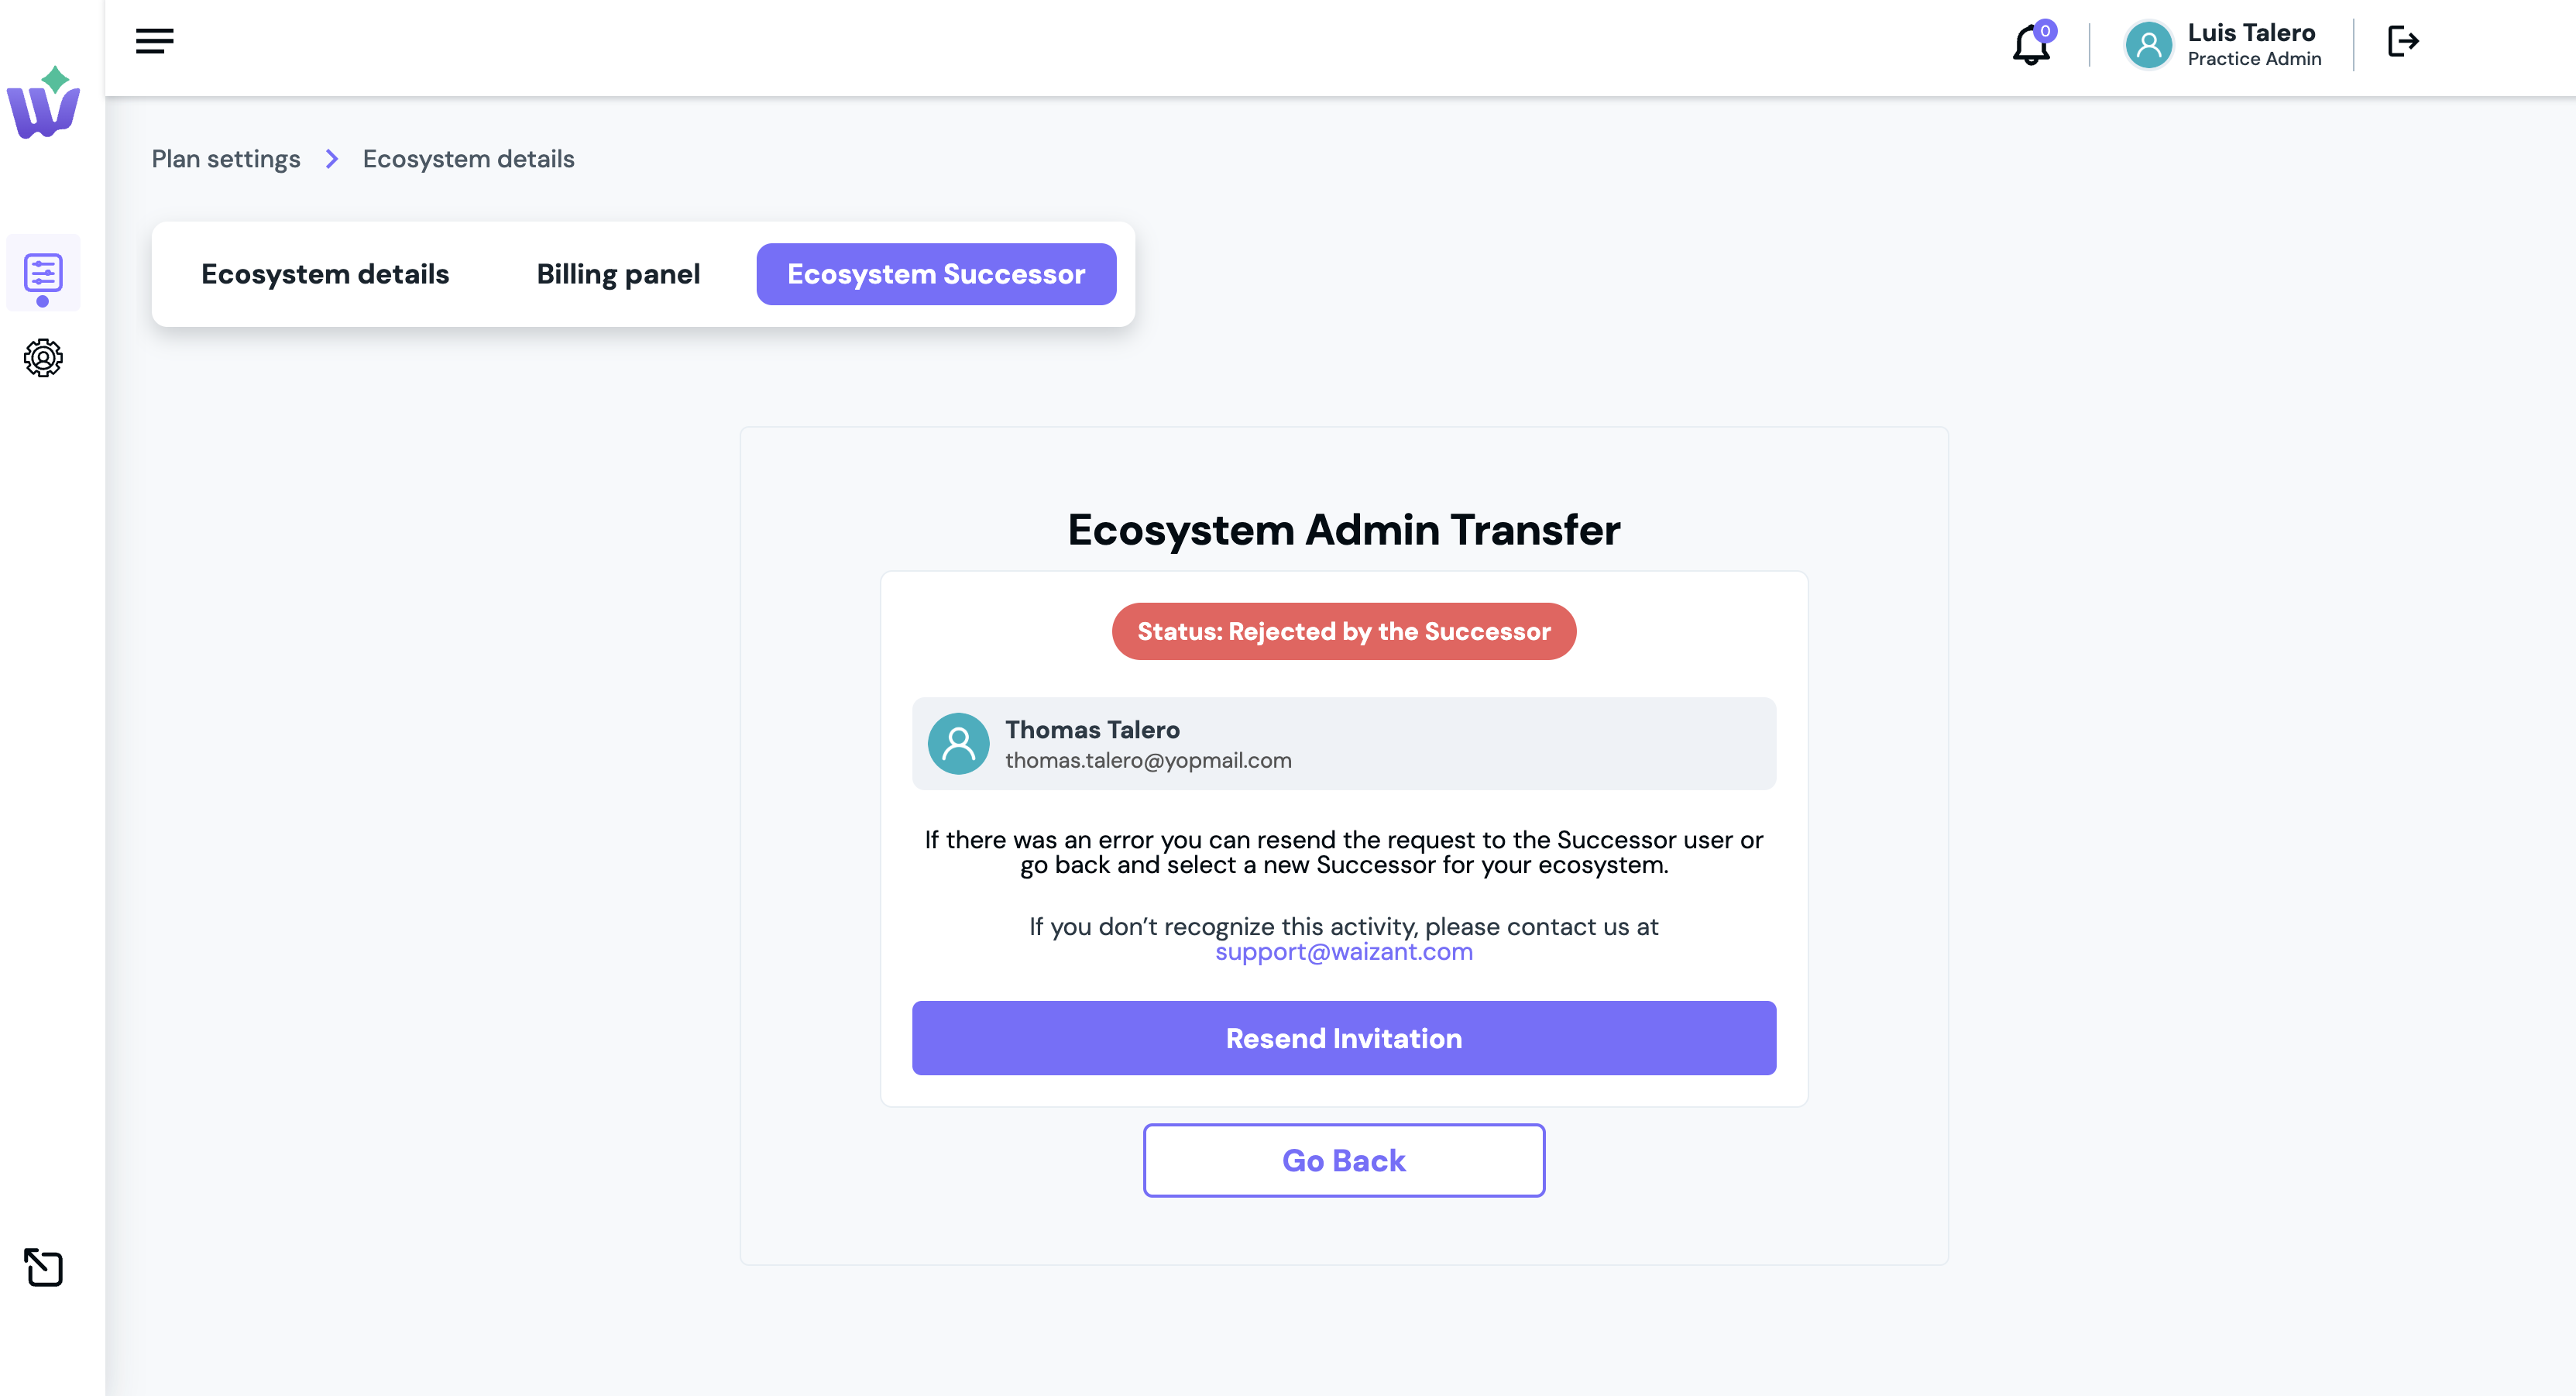 0
Luis Talero
Practice Admin
Plan settings
Ecosystem details
Ecosystem details
Billing panel
Ecosystem Successor
Ecosystem Admin Transfer
Status: Rejected by the Successor
Thomas Talero
thomas.talero@yopmail.com
If there was an error you can resend the request to the Successor user or
go back and select a new Successor for your ecosystem.
If you don’t recognize this activity, please contact us at
support@waizant.com
Resend Invitation
Go Back